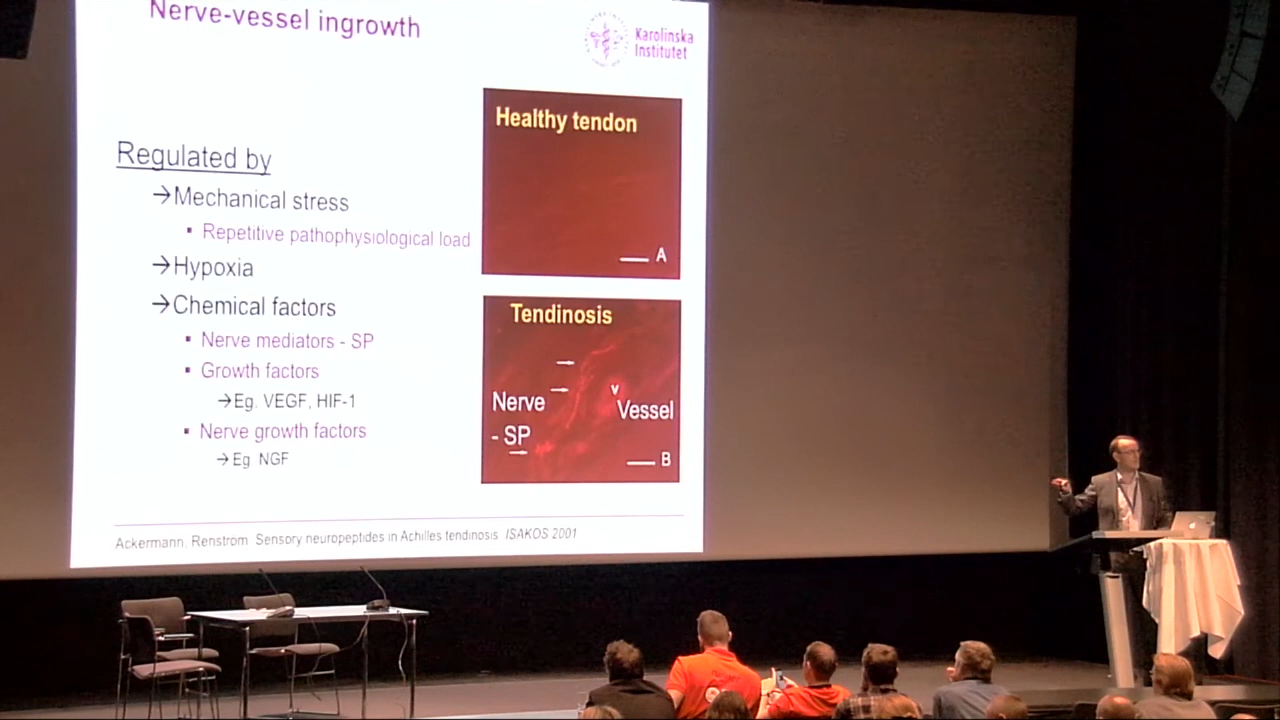 Nerve-vessel ingrowth
Karolinska
Institutet
Regulated by
→Mechanical stress
▪ Repetitive pathophysiological load
→Hypoxia
→Chemical factors
▪ Nerve mediators - SP
▪ Growth factors
→Eg. VEGF, HIF-1
▪ Nerve growth factors
→Eg NGF
Healthy tendon
A
Tendinosis
Nerve
- SP
v
Vessel
B
Ackermann, Renstrom Sensory neuropeptides in Achilles tendinosis ISAKOS 2001